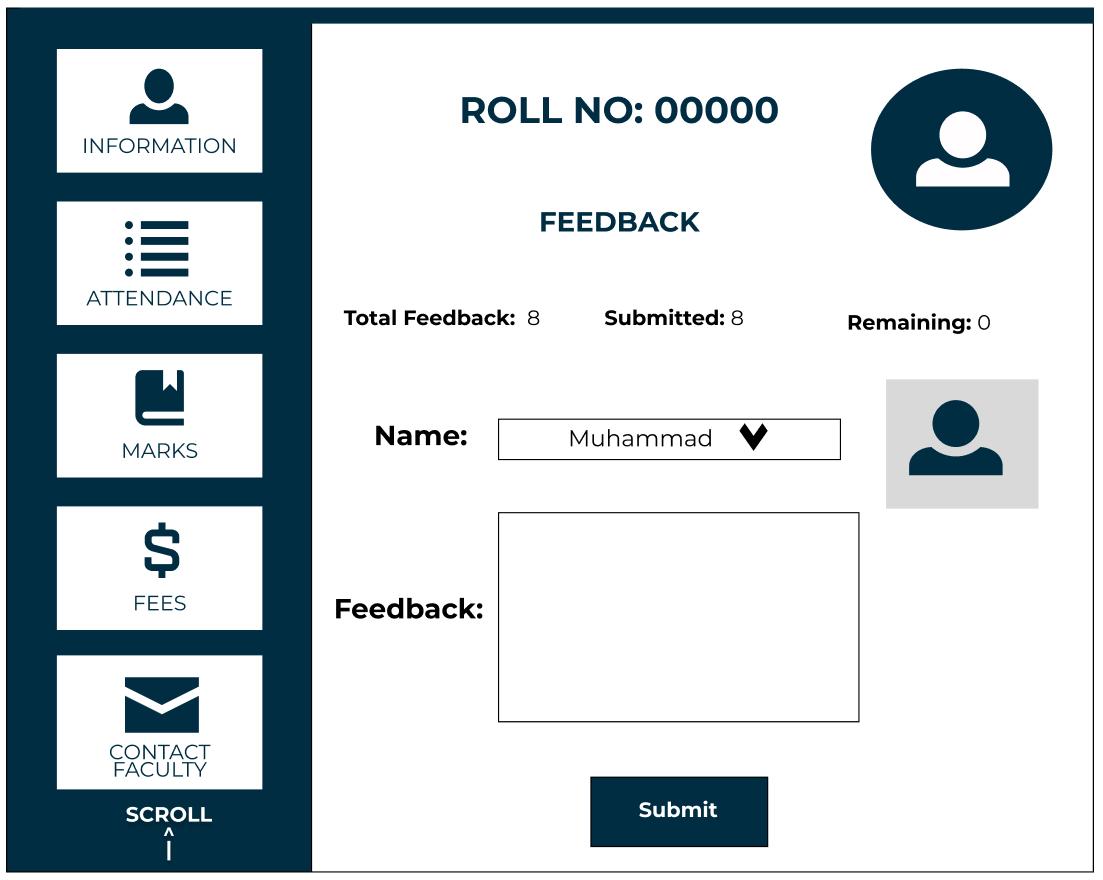 INFORMATION
ATTENDANCE
MARKS
FEES
CONTACT
FACULTY
SCROLL
ROLL NO: 00000
FEEDBACK
Total Feedback: 8 Submitted: 8 Remaining: 0
Name: Muhammad
Feedback:
Submit